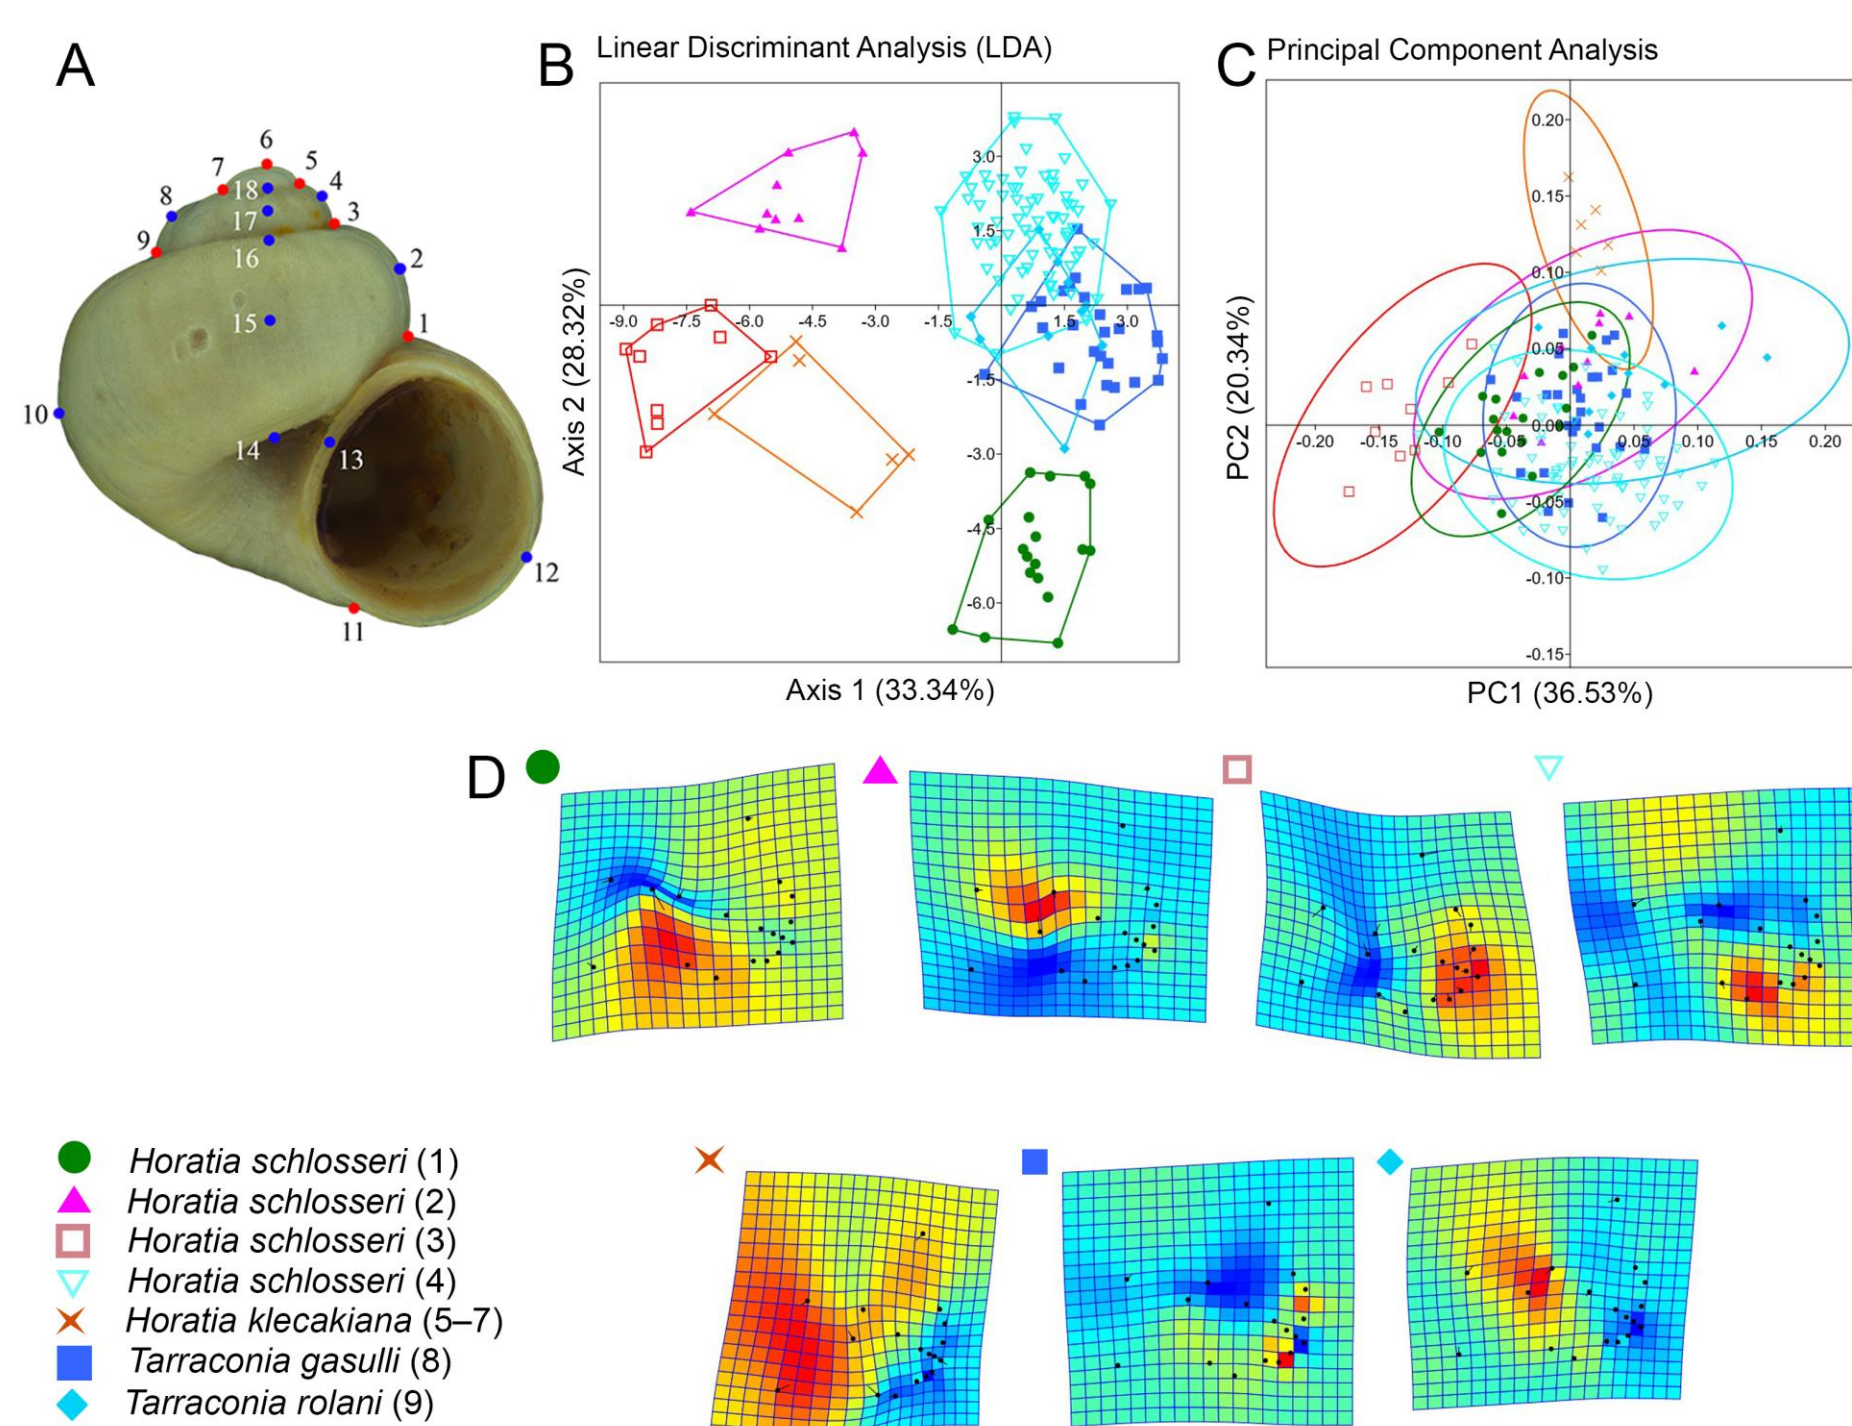 A
6
7
5
18
4
8
17
3
9
16
2
15
1
10
14
13
12
11
B
Linear Discriminant Analysis (LDA)
3.0
1.5
-9.0 -7.5 -6.0 -4.5 -3.0 -1.5 1.5 3.0
-1.5
-3.0
-4.5
-6.0
Axis 2 (28.32%)
Axis 1 (33.34%)
C
Principal Component Analysis
0.20
0.15
0.10
0.05
0.00
-0.20 -0.15 -0.10 -0.05 0.05 0.10 0.15 0.20
-0.05
-0.10
-0.15
PC2 (20.34%)
PC1 (36.53%)
D
Horatia schlosseri (1)
Horatia schlosseri (2)
Horatia schlosseri (3)
Horatia schlosseri (4)
Horatia klecakiana (5–7)
Tarraconia gasulli (8)
Tarraconia rolani (9)